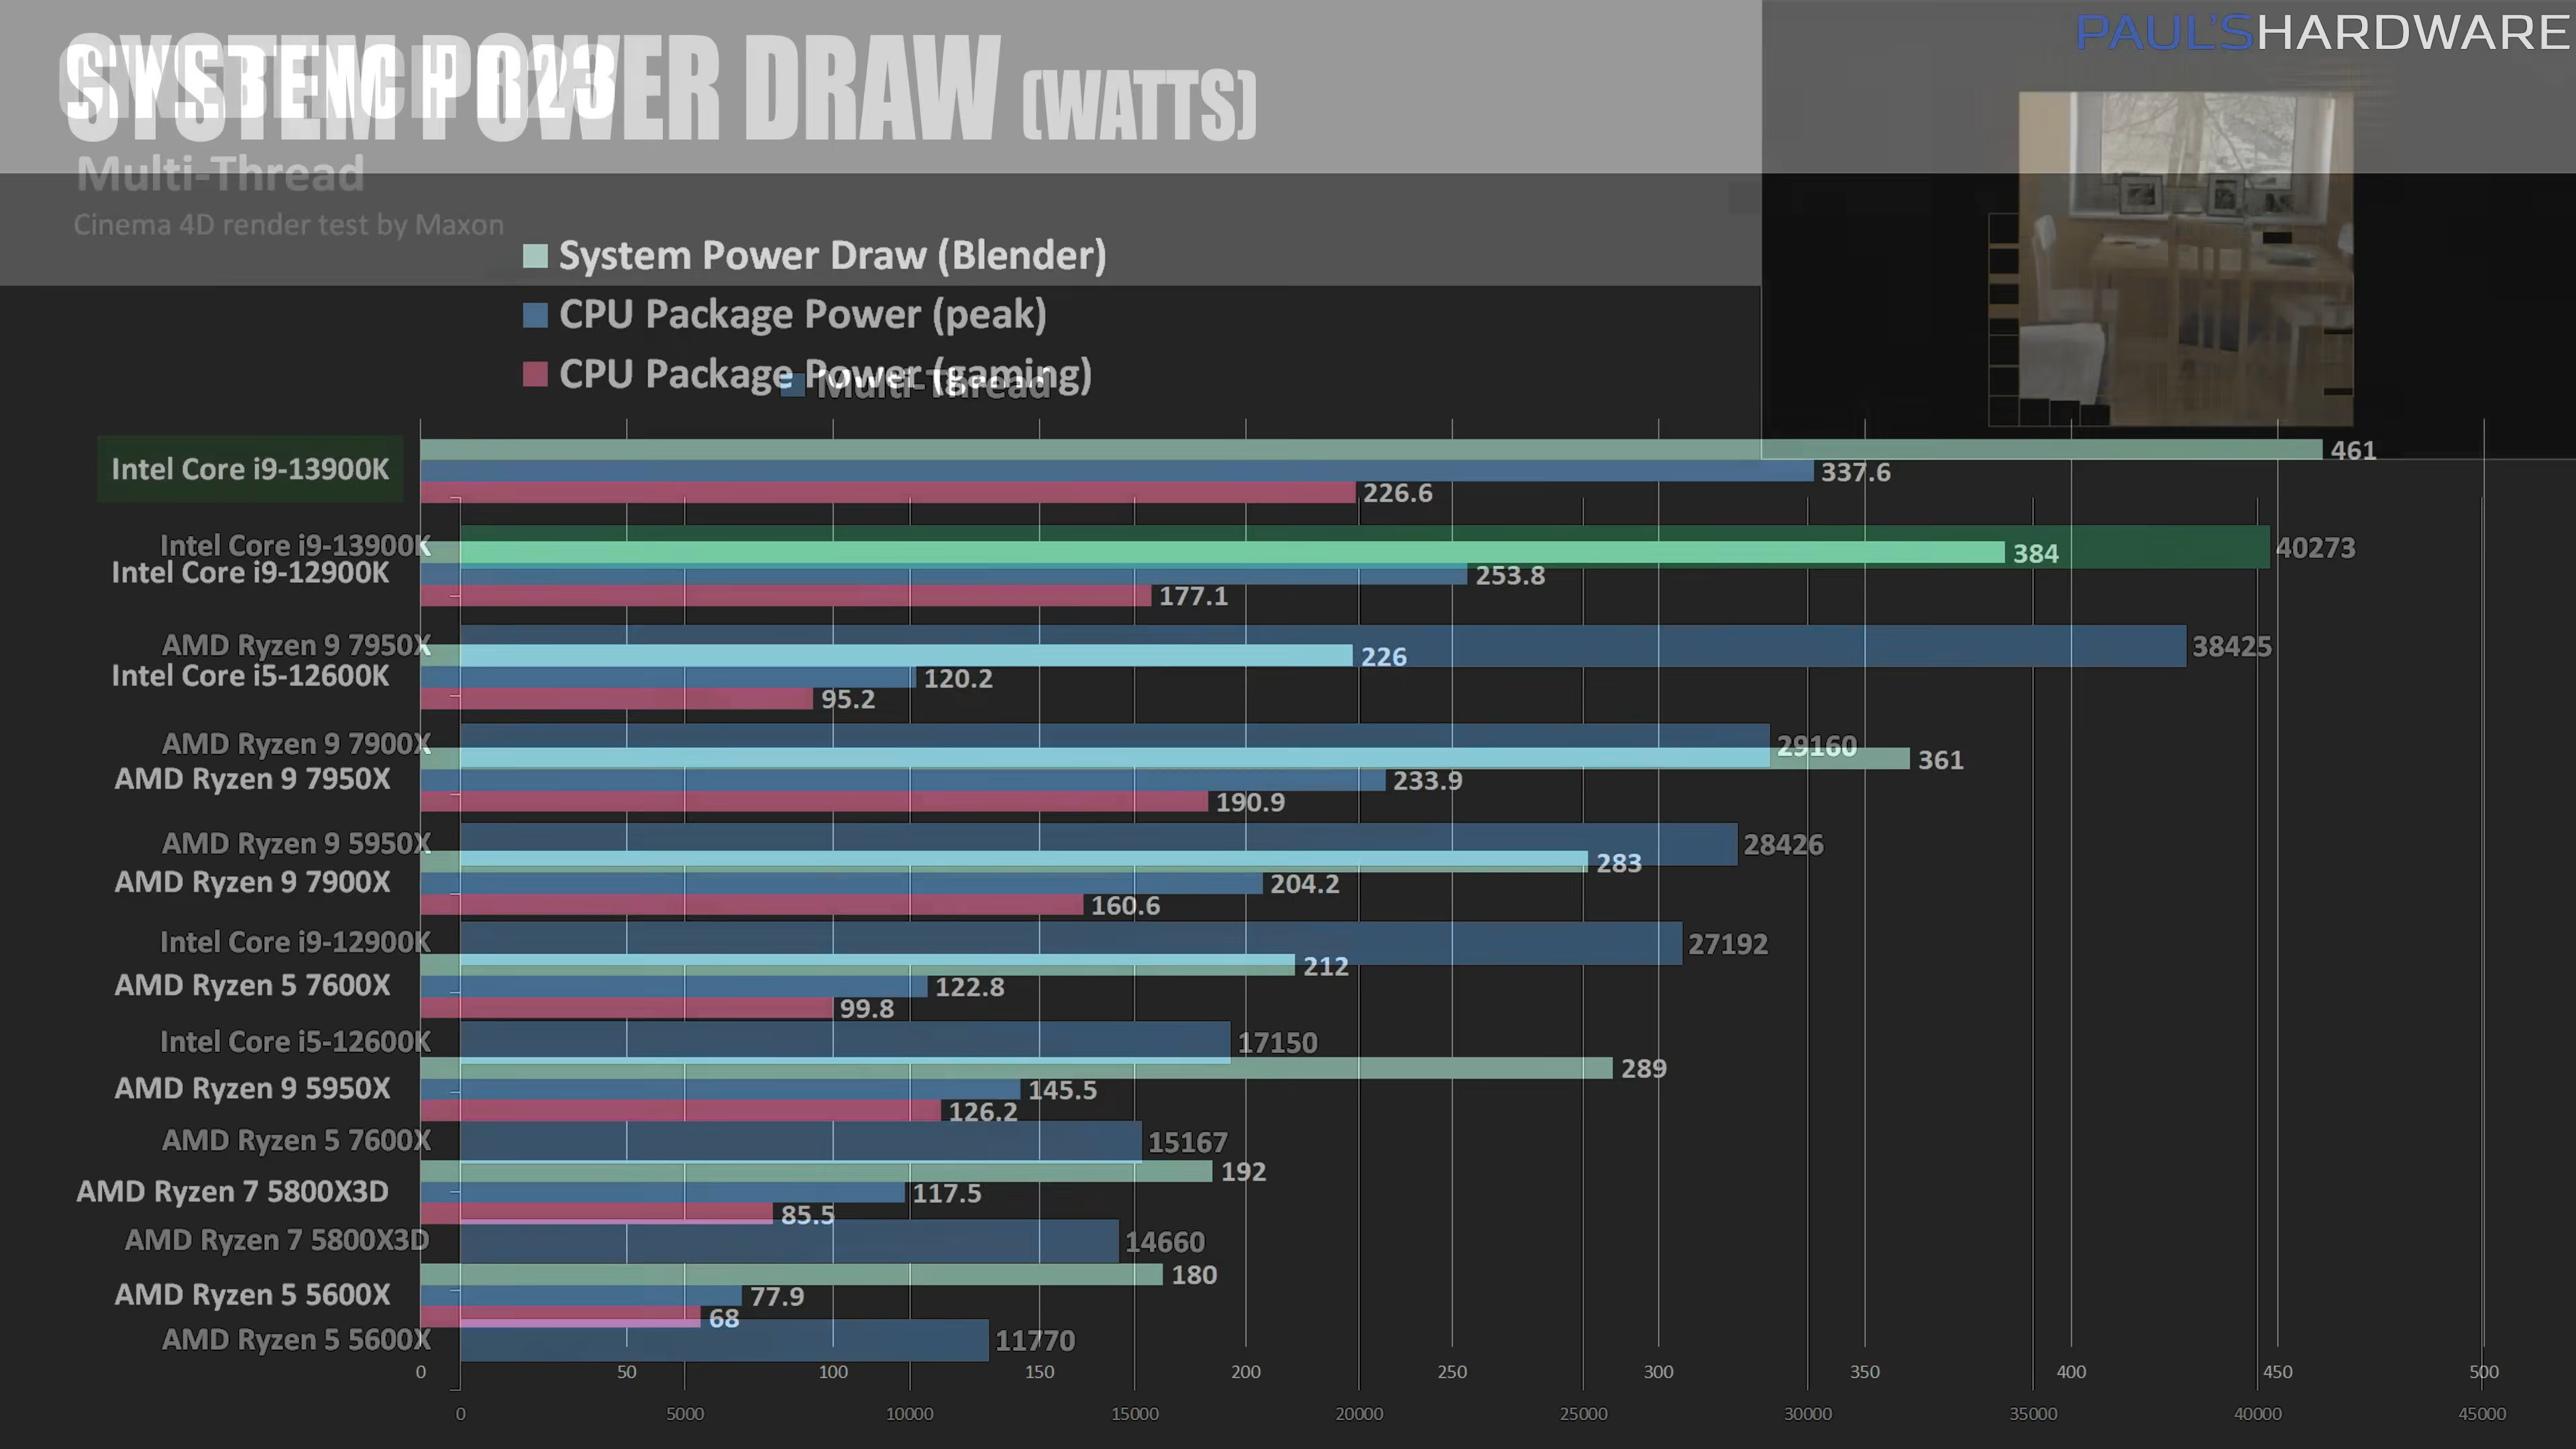 PAUL'SHARDWARE
SYSTEM POWER DRAW (WATTS)
CINEBENCH R23
Multi-Thread
Cinema 4D render test by Maxon
System Power Draw (Blender)
CPU Package Power (peak)
CPU Package Power (gaming)
Multi-Thread
Intel Core i9-13900K 461
337.6
226.6
Intel Core i9-13900K 40273
Intel Core i9-12900K 384
253.8
177.1
AMD Ryzen 9 7950X 38425
Intel Core i5-12600K 226
120.2
95.2
AMD Ryzen 9 7900X 29160
AMD Ryzen 9 7950X 361
233.9
190.9
AMD Ryzen 9 5950X 28426
AMD Ryzen 9 7900X 283
204.2
160.6
Intel Core i9-12900K 27192
AMD Ryzen 5 7600X 212
122.8
99.8
Intel Core i5-12600K 17150
AMD Ryzen 9 5950X 289
145.5
126.2
AMD Ryzen 5 7600X 15167
AMD Ryzen 7 5800X3D 192
117.5
85.5
AMD Ryzen 7 5800X3D 14660
AMD Ryzen 5 5600X 180
77.9
68
AMD Ryzen 5 5600X 11770
0 50 100 150 200 250 300 350 400 450 500
0 5000 10000 15000 20000 25000 30000 35000 40000 45000